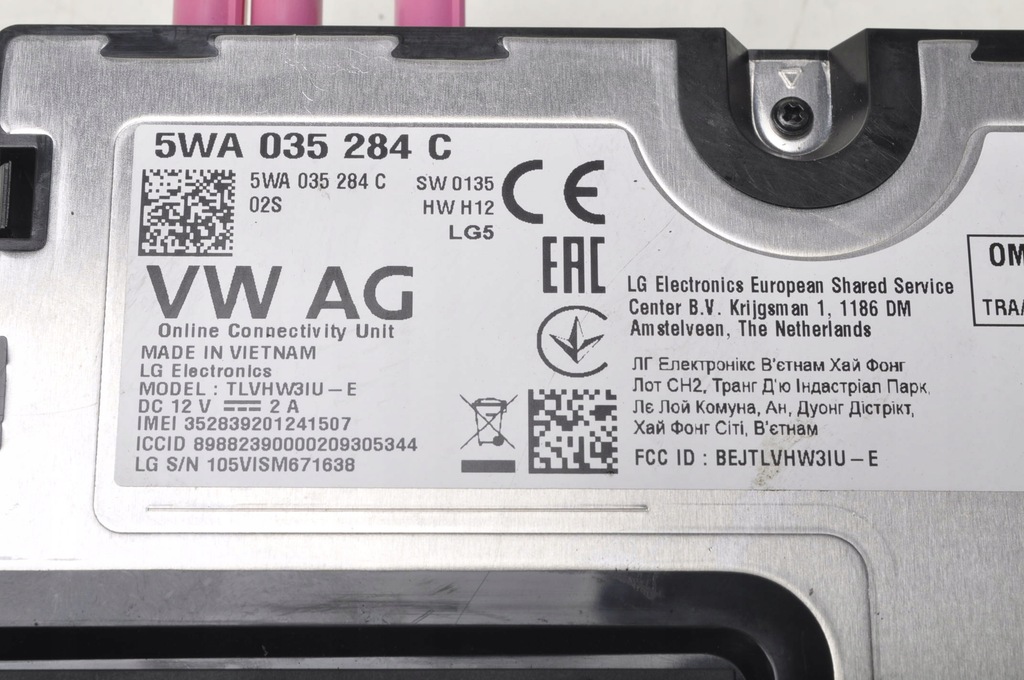 5WA 035 284 C
5WA 035 284 C
02S
SW 0135
HW H12
LG5
CE
EAC
VW AG
Online Connectivity Unit
MADE IN VIETNAM
LG Electronics
MODEL : TLVHW3IU – E
DC 12 V ⎓ 2 A
IMEI 352839201241507
ICCID 89882390000209305344
LG S/N 105VISM671638
LG Electronics European Shared Service
Center B.V. Krijgsman 1, 1186 DM
Amstelveen, The Netherlands
ЛГ Електронікс В'єтнам Хай Фонг
Лот CH2, Транг Д'ю Індастріал Парк,
Лє Лой Комуна, Ан, Дуонг Дістрікт,
Хай Фонг Сіті, В'єтнам
FCC ID : BEJTLVHW3IU – E
OM
TRA/